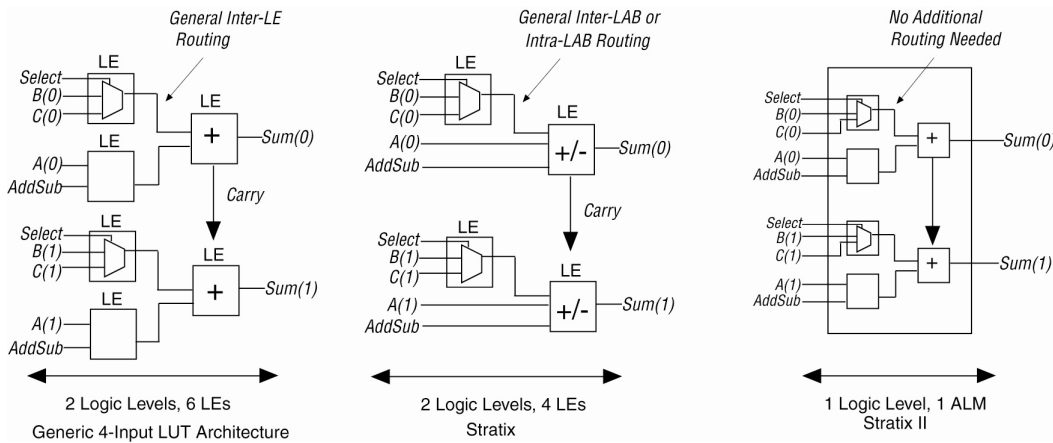 General Inter-LE
Routing
LE
Select
B(0)
C(0)
LE
+
Sum(0)
LE
A(0)
AddSub
Carry
LE
Select
B(1)
C(1)
LE
+
Sum(1)
LE
A(1)
AddSub
2 Logic Levels, 6 LEs
Generic 4-Input LUT Architecture
General Inter-LAB or
Intra-LAB Routing
LE
Select
B(0)
C(0)
LE
A(0)
+/-
Sum(0)
AddSub
Carry
LE
Select
B(1)
C(1)
LE
A(1)
+/-
Sum(1)
AddSub
2 Logic Levels, 4 LEs
Stratix
No Additional
Routing Needed
Select
B(0)
C(0)
+
Sum(0)
A(0)
AddSub
Select
B(1)
C(1)
+
Sum(1)
A(1)
AddSub
1 Logic Level, 1 ALM
Stratix II